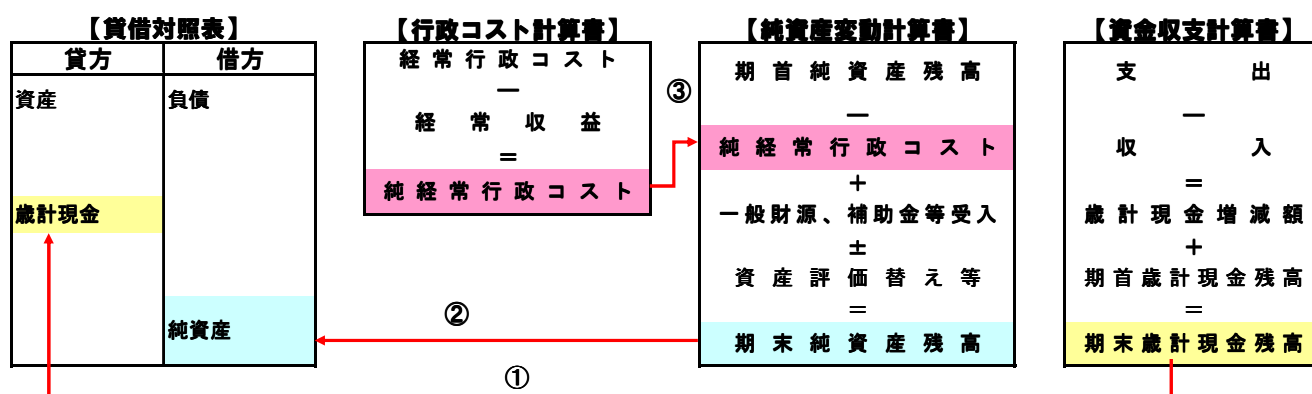 【貸借対照表】
貸方 借方
資産 負債
歳計現金
純資産
【行政コスト計算書】
経常行政コスト
―
経常収益
=
純経常行政コスト
③
【純資産変動計算書】
期首純資産残高
―
純経常行政コスト
+
一般財源、補助金等受入
±
資産評価替え等
=
期末純資産残高
②
①
【資金収支計算書】
支出
―
収入
=
歳計現金増減額
+
期首歳計現金残高
=
期末歳計現金残高